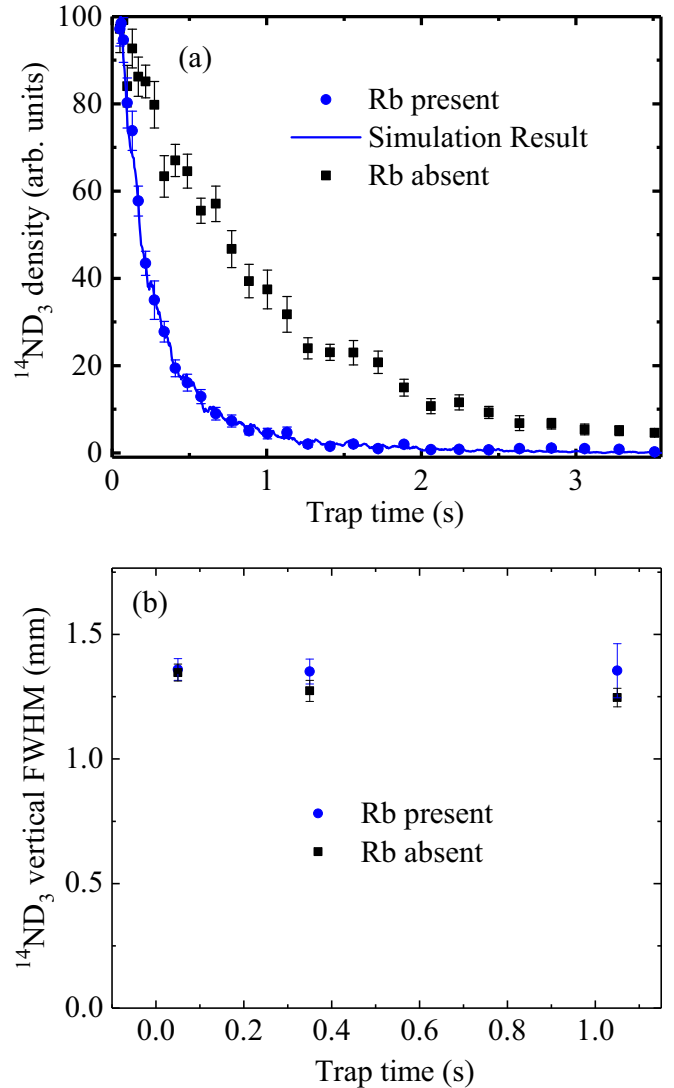 (a)
Rb present
Simulation Result
Rb absent
¹⁴ND₃ density (arb. units)
100
80
60
40
20
0
0 1 2 3
Trap time (s)
(b)
Rb present
Rb absent
¹⁴ND₃ vertical FWHM (mm)
1.5
1.0
0.5
0.0
0.0 0.2 0.4 0.6 0.8 1.0
Trap time (s)